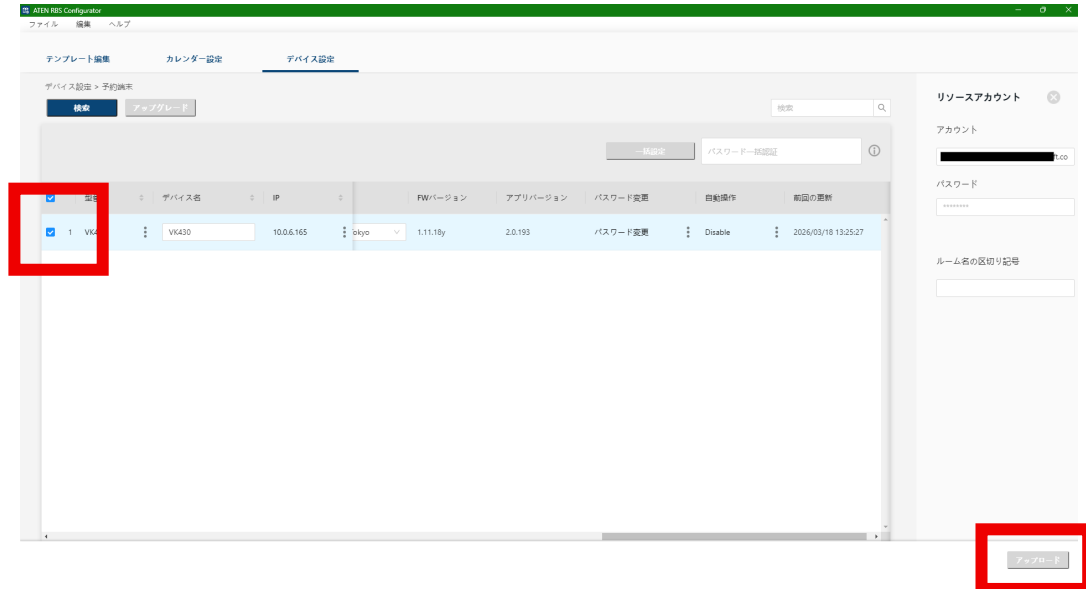 ATEN RBS Configurator
ファイル 編集 ヘルプ
テンプレート編集 カレンダー設定 デバイス設定
デバイス設定 > 予約端末
検索 アップグレード 検索
一括設定 パスワード一括認証
デバイス名 IP FWバージョン アプリバージョン パスワード変更 自動操作 前回の更新
1 VK4 VK430 10.0.6.165 okyo 1.11.18y 2.0.193 パスワード変更 Disable 2026/03/18 13:25:27
リソースアカウント
アカウント
ft.co
パスワード
********
ルーム名の区切り記号
アップロード